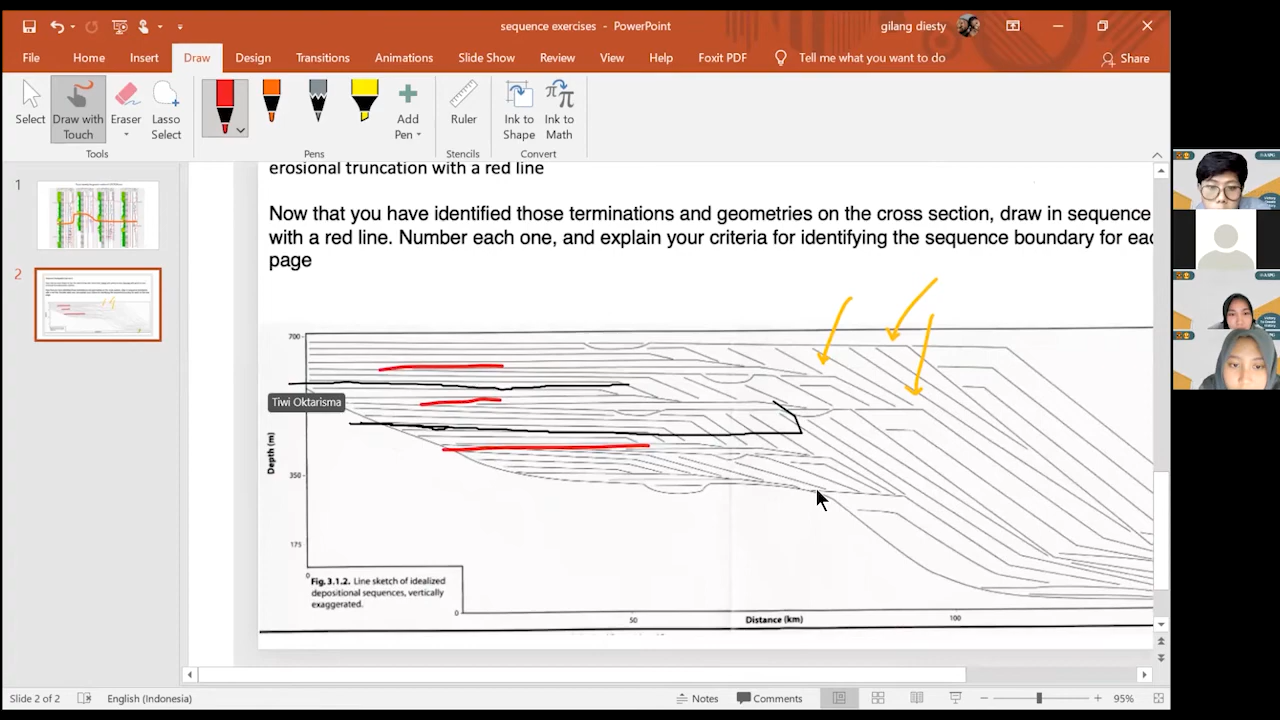 sequence exercises - PowerPoint
gilang diesty
File Home Insert Draw Design Transitions Animations Slide Show Review View Help Foxit PDF Tell me what you want to do Share
Select
Draw with Touch
Eraser
Lasso Select
Add Pen
Ruler
Ink to Shape
Ink to Math
Tools Pens Stencils Convert
1
2
erosional truncation with a red line
Now that you have identified those terminations and geometries on the cross section, draw in sequence
with a red line. Number each one, and explain your criteria for identifying the sequence boundary for eac
page
700
Tiwi Oktarisma
Depth (m)
350
175
0
Fig. 3.1.2. Line sketch of idealized
depositional sequences, vertically
exaggerated.
0
50
Distance (km)
100
Slide 2 of 2 English (Indonesia) Notes Comments 95%